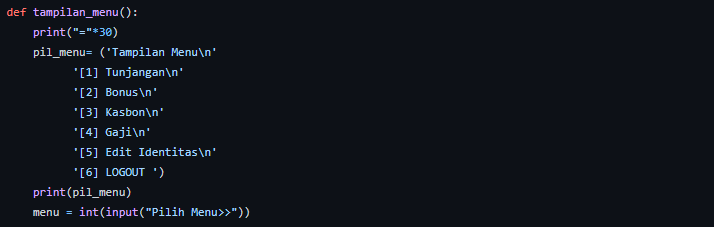 def tampilan_menu():
    print("="*30)
    pil_menu= ('Tampilan Menu\n'
          '[1] Tunjangan\n'
          '[2] Bonus\n'
          '[3] Kasbon\n'
          '[4] Gaji\n'
          '[5] Edit Identitas\n'
          '[6] LOGOUT ')
    print(pil_menu)
    menu = int(input("Pilih Menu>>"))